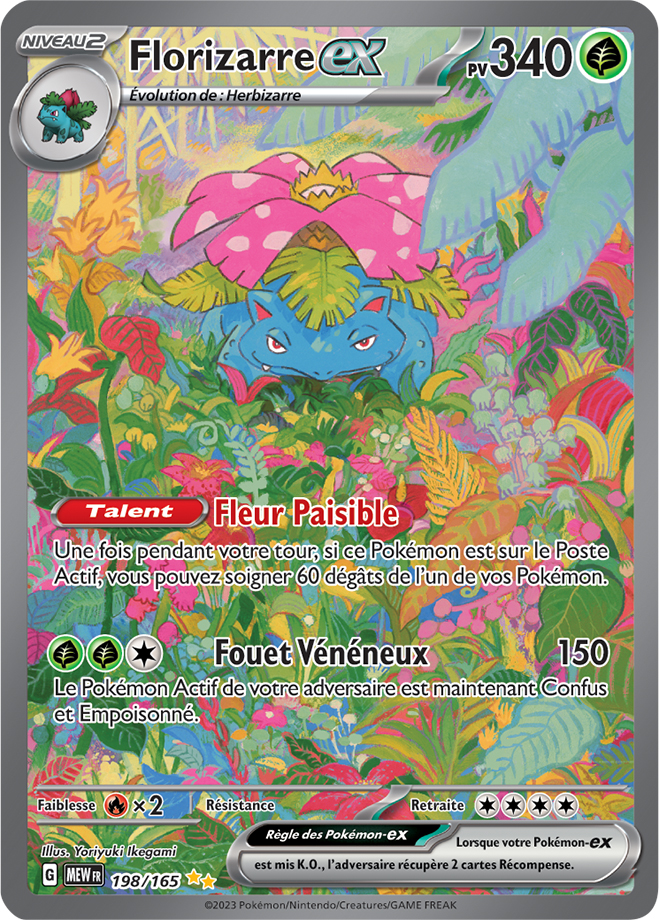 NIVEAU 2
Florizarre ex
PV 340
Évolution de : Herbizarre
Talent Fleur Paisible
Une fois pendant votre tour, si ce Pokémon est sur le Poste
Actif, vous pouvez soigner 60 dégâts de l'un de vos Pokémon.
Fouet Vénéneux 150
Le Pokémon Actif de votre adversaire est maintenant Confus
et Empoisonné.
Faiblesse ×2 Résistance Retraite
Règle des Pokémon-ex Lorsque votre Pokémon-ex
est mis K.O., l'adversaire récupère 2 cartes Récompense.
Illus. Yoriyuki Ikegami
G MEW FR 198/165
©2023 Pokémon/Nintendo/Creatures/GAME FREAK